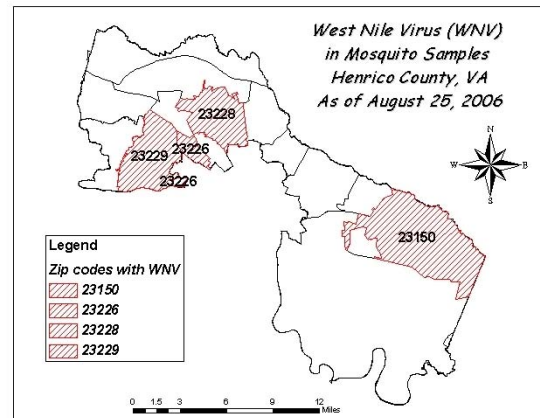 West Nile Virus (WNV)
in Mosquito Samples
Henrico County, VA
As of August 25, 2006
23228
23226
23229
23226
N
W
E
S
23150
Legend
Zip codes with WNV
23150
23226
23228
23229
0 1.5 3 6 9 12
Miles